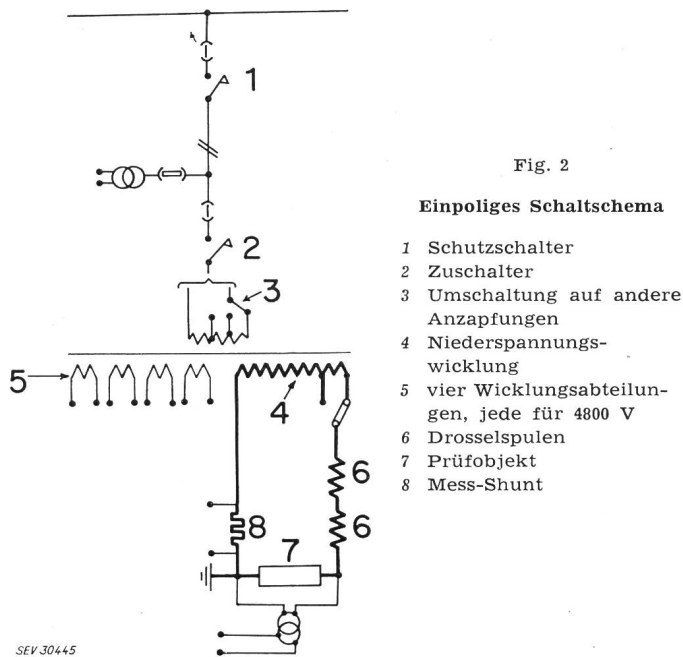 1
2
3
4
5
6
6
7
8
Fig. 2
Einpoliges Schaltschema
1 Schutzschalter
2 Zuschalter
3 Umschaltung auf andere
Anzapfungen
4 Niederspannungs-
wicklung
5 vier Wicklungsabteilun-
gen, jede für 4800 V
6 Drosselspulen
7 Prüfobjekt
8 Mess-Shunt
SEV 30445